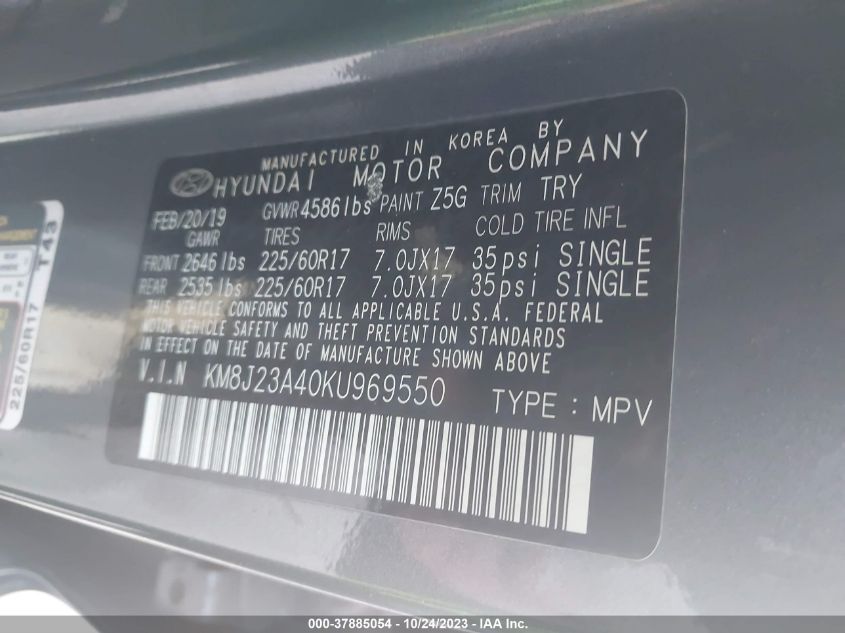 MANUFACTURED IN KOREA BY
HYUNDAI MOTOR COMPANY
FEB/20/19 GVWR 4586 lbs PAINT Z5G TRIM TRY
GAWR TIRES RIMS COLD TIRE INFL
FRONT 2646 lbs 225/60R17 7.0JX17 35psi SINGLE
REAR 2535 lbs 225/60R17 7.0JX17 35psi SINGLE
THIS VEHICLE CONFORMS TO ALL APPLICABLE U.S.A. FEDERAL
MOTOR VEHICLE SAFETY AND THEFT PREVENTION STANDARDS
IN EFFECT ON THE DATE OF MANUFACTURE SHOWN ABOVE
V.I.N KM8J23A40KU969550 TYPE : MPV
225/60R17 T43
000-37885054 - 10/24/2023 - IAA Inc.